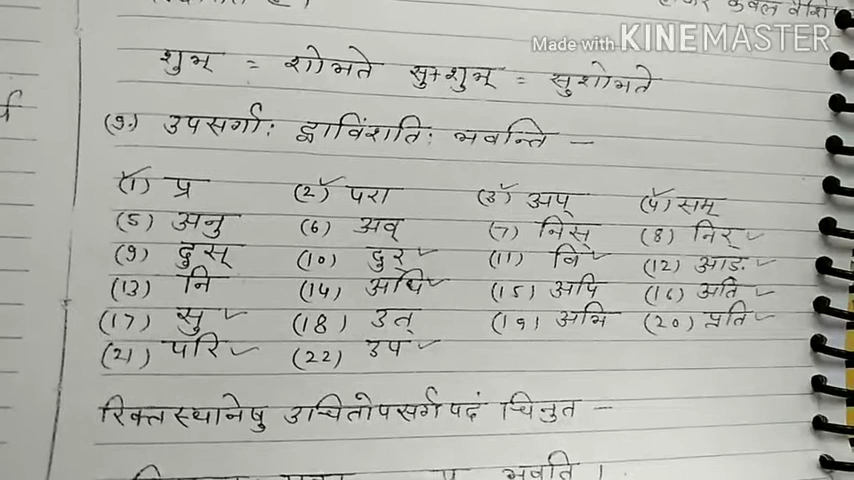 Made with KINEMASTER
शुभ् = शोभते सु+शुभ् = सुशोभते
(७) उपसर्गाः द्वाविंशतिः भवन्ति –
(1) प्र (2) परा (3) अप् (4) सम्
(5) अनु (6) अव् (7) निस् (8) निर्
(9) दुस् (10) दुर् (11) वि (12) आङ्
(13) नि (14) अधि (15) अपि (16) अति
(17) सु (18) उत् (19) अभि (20) प्रति
(21) परि (22) उप
रिक्तस्थानेषु उचितोपसर्गपदं चिनुत –
भवति ।